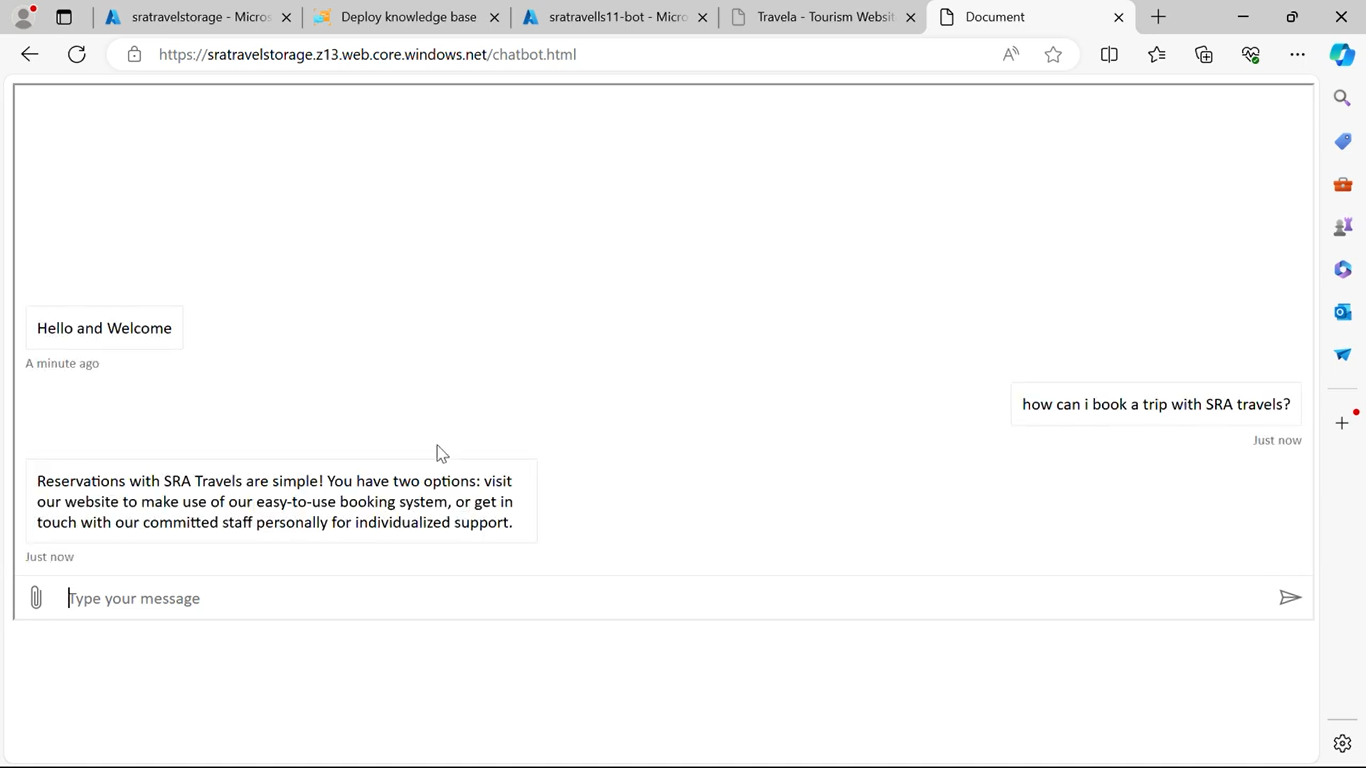 sratravelstorage - Micros
Deploy knowledge base
sratravells11-bot - Micro
Travela - Tourism Websit
Document
https://sratravelstorage.z13.web.core.windows.net/chatbot.html
Hello and Welcome
A minute ago
how can i book a trip with SRA travels?
Just now
Reservations with SRA Travels are simple! You have two options: visit
our website to make use of our easy-to-use booking system, or get in
touch with our committed staff personally for individualized support.
Just now
Type your message